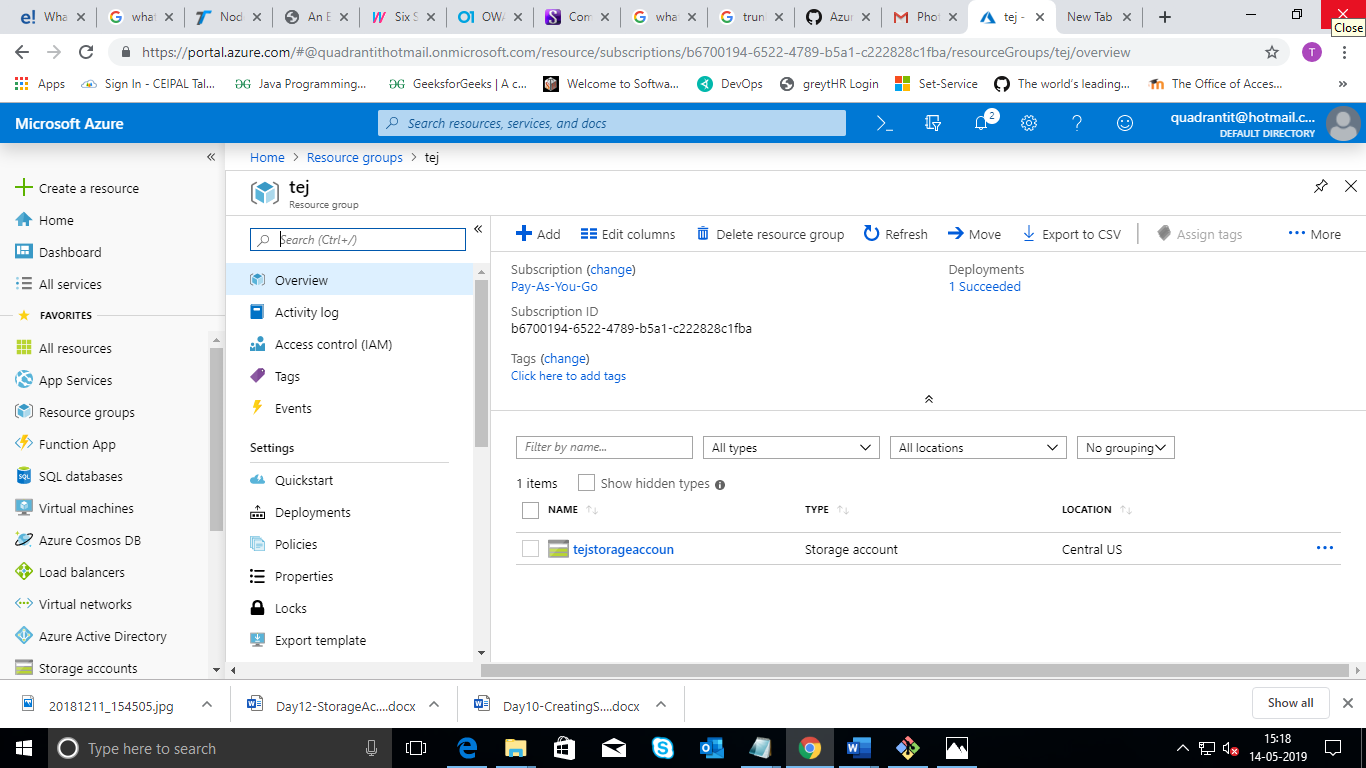 Wha
what
Nod
An E
Six S
OWA
Com
what
trun
Azur
Phot
tej -
New Tab
Close
https://portal.azure.com/#@quadrantithotmail.onmicrosoft.com/resource/subscriptions/b6700194-6522-4789-b5a1-c222828c1fba/resourceGroups/tej/overview
T
Apps
Sign In - CEIPAL Tal...
Java Programming...
GeeksforGeeks | A c...
Welcome to Softwa...
DevOps
greytHR Login
Set-Service
The world's leading...
The Office of Acces...
Microsoft Azure
Search resources, services, and docs
2
quadrantit@hotmail.c...
DEFAULT DIRECTORY
Create a resource
Home
Dashboard
All services
FAVORITES
All resources
App Services
Resource groups
Function App
SQL databases
Virtual machines
Azure Cosmos DB
Load balancers
Virtual networks
Azure Active Directory
Storage accounts
Home > Resource groups > tej
tej
Resource group
Search (Ctrl+/)
Overview
Activity log
Access control (IAM)
Tags
Events
Settings
Quickstart
Deployments
Policies
Properties
Locks
Export template
Add
Edit columns
Delete resource group
Refresh
Move
Export to CSV
Assign tags
More
Subscription (change)
Pay-As-You-Go
Subscription ID
b6700194-6522-4789-b5a1-c222828c1fba
Tags (change)
Click here to add tags
Deployments
1 Succeeded
Filter by name...
All types
All locations
No grouping
1 items
Show hidden types
NAME
TYPE
LOCATION
tejstorageaccoun
Storage account
Central US
20181211_154505.jpg
Day12-StorageAc....docx
Day10-CreatingS....docx
Show all
Type here to search
15:18
14-05-2019